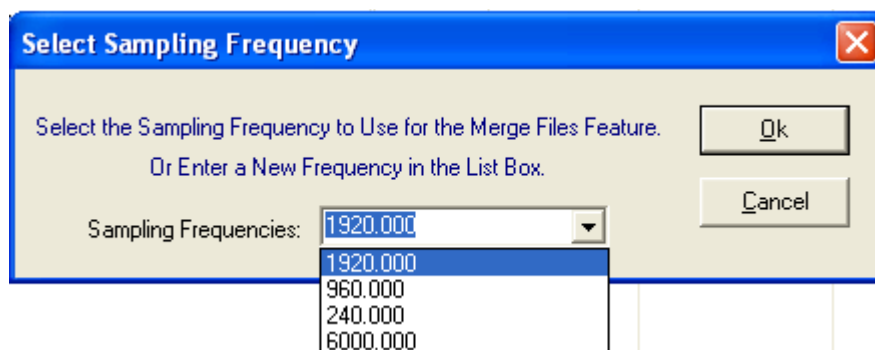 Select Sampling Frequency
Select the Sampling Frequency to Use for the Merge Files Feature.
Or Enter a New Frequency in the List Box.
Ok
Cancel
Sampling Frequencies: 1920.000
1920.000
960.000
240.000
6000.000